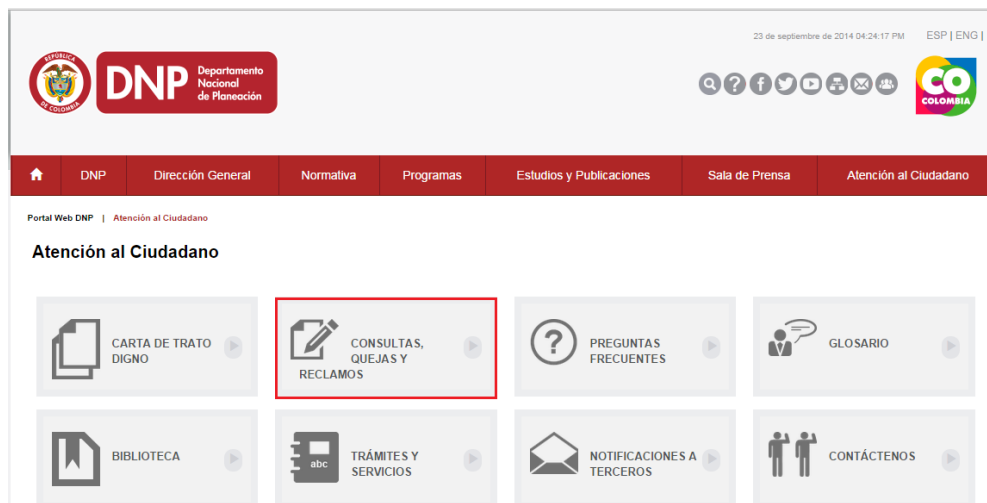 23 de septiembre de 2014 04:24:17 PM ESP | ENG |
REPÚBLICA
DE COLOMBIA
DNP
Departamento
Nacional
de Planeación
CO
COLOMBIA
DNP Dirección General Normativa Programas Estudios y Publicaciones Sala de Prensa Atención al Ciudadano
Portal Web DNP | Atención al Ciudadano
Atención al Ciudadano
CARTA DE TRATO
DIGNO
CONSULTAS,
QUEJAS Y
RECLAMOS
?
PREGUNTAS
FRECUENTES
GLOSARIO
BIBLIOTECA
abc
TRÁMITES Y
SERVICIOS
NOTIFICACIONES A
TERCEROS
CONTÁCTENOS